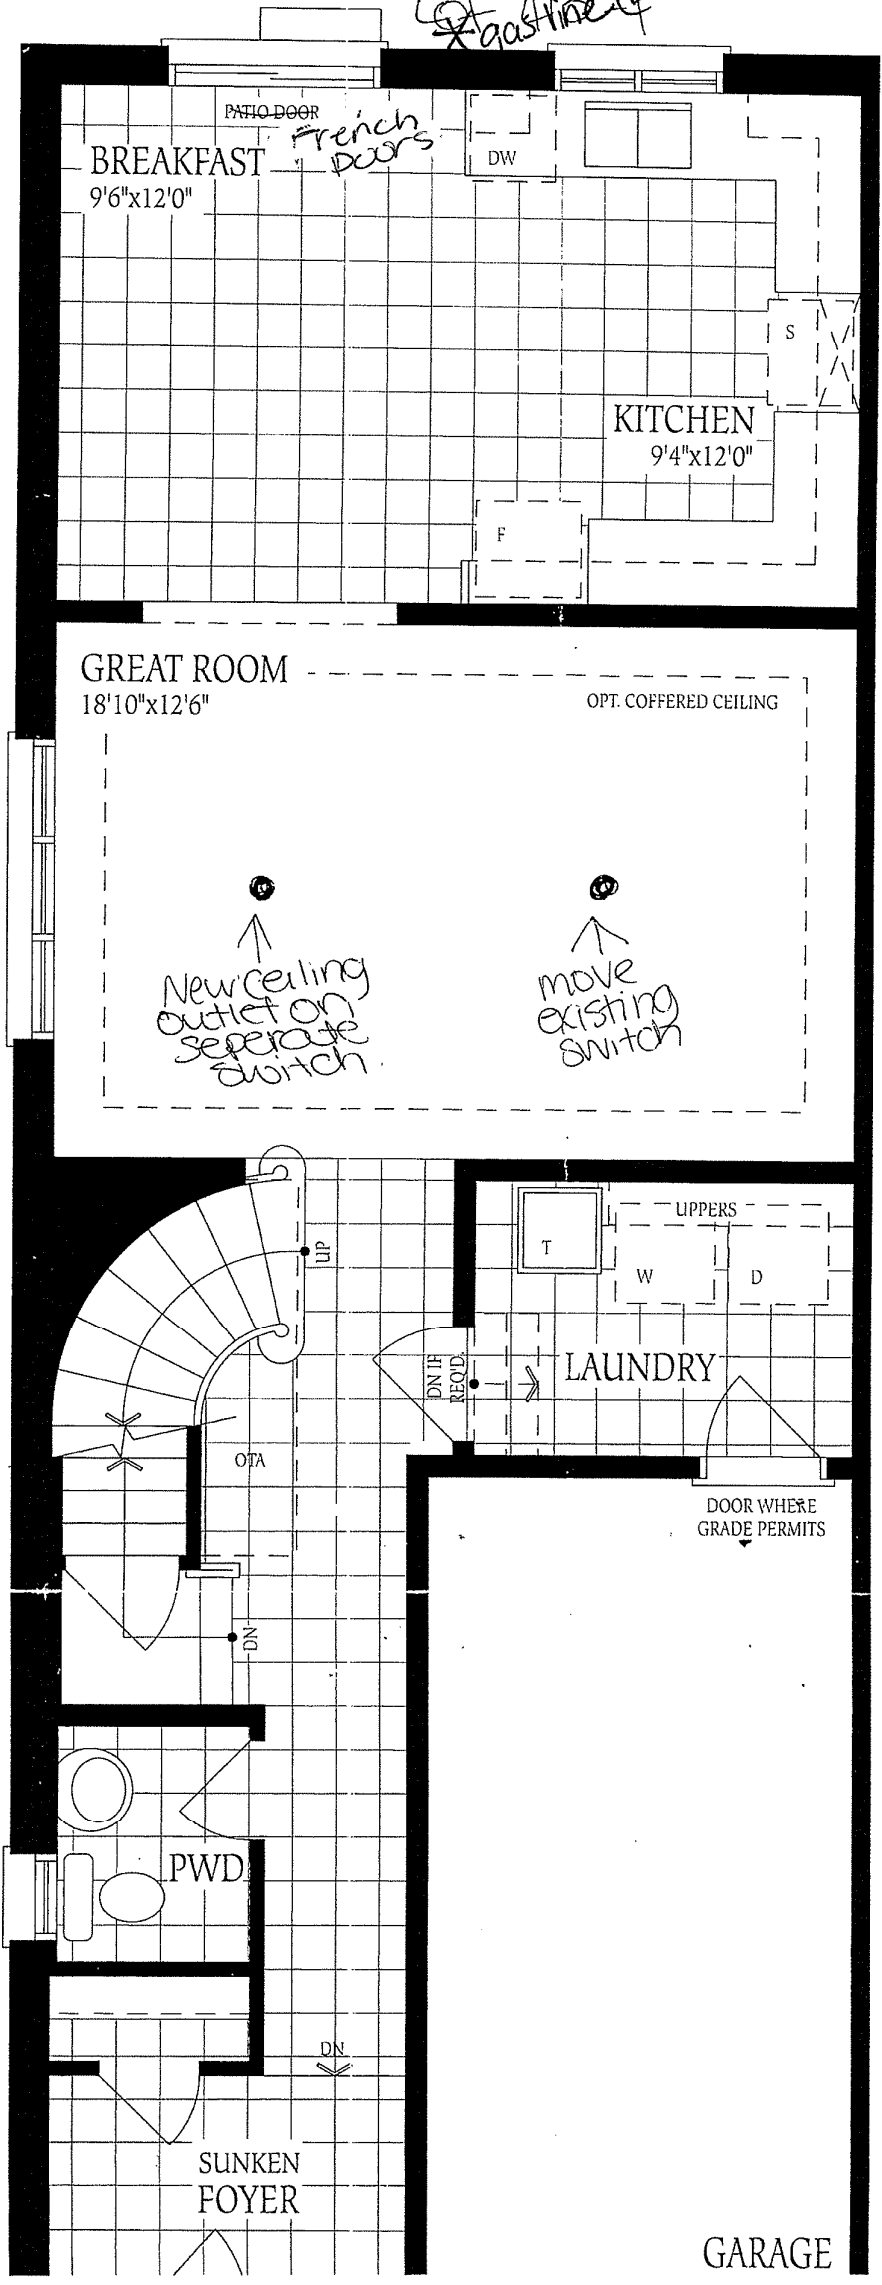 * gasline
PATIO DOOR
French
Doors
BREAKFAST
9'6"x12'0"
DW
S
KITCHEN
9'4"x12'0"
F
GREAT ROOM
18'10"x12'6"
OPT. COFFERED CEILING
New ceiling
outlet on
seperate
switch
move
existing
switch
UPPERS
T
W
D
UP
LAUNDRY
DN IF
REQ'D.
OTA
DOOR WHERE
GRADE PERMITS
DN
PWD
DN
SUNKEN
FOYER
GARAGE